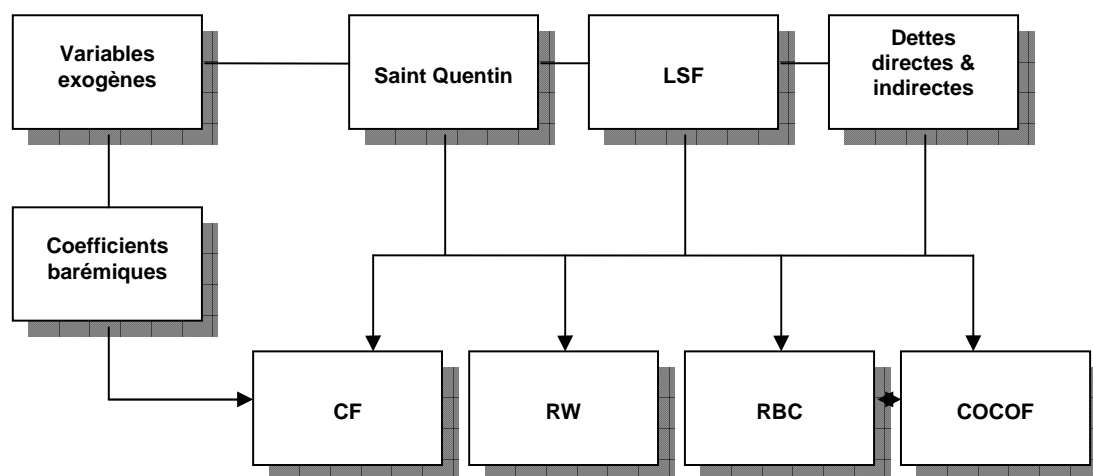 Variables
exogènes
Saint Quentin
LSF
Dettes
directes &
indirectes
Coefficients
barémiques
CF
RW
RBC
COCOF